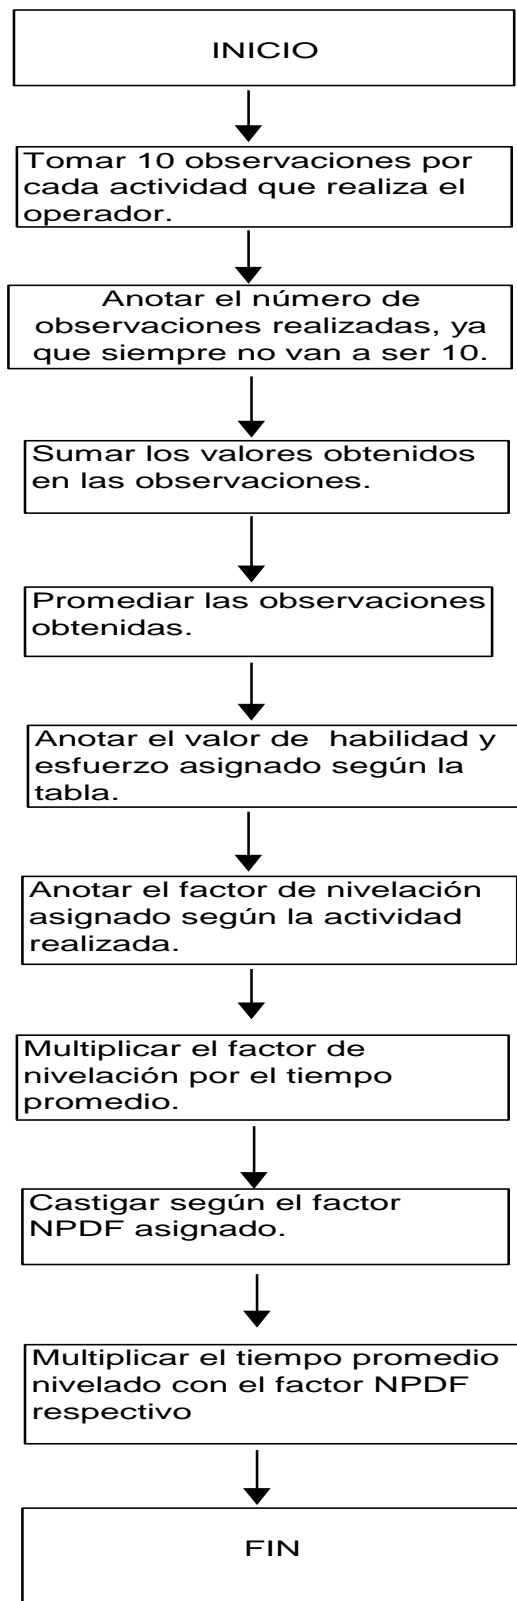 INICIO
Tomar 10 observaciones por
cada actividad que realiza el
operador.
Anotar el número de
observaciones realizadas, ya
que siempre no van a ser 10.
Sumar los valores obtenidos
en las observaciones.
Promediar las observaciones
obtenidas.
Anotar el valor de habilidad y
esfuerzo asignado según la
tabla.
Anotar el factor de nivelación
asignado según la actividad
realizada.
Multiplicar el factor de
nivelación por el tiempo
promedio.
Castigar según el factor
NPDF asignado.
Multiplicar el tiempo promedio
nivelado con el factor NPDF
respectivo
FIN